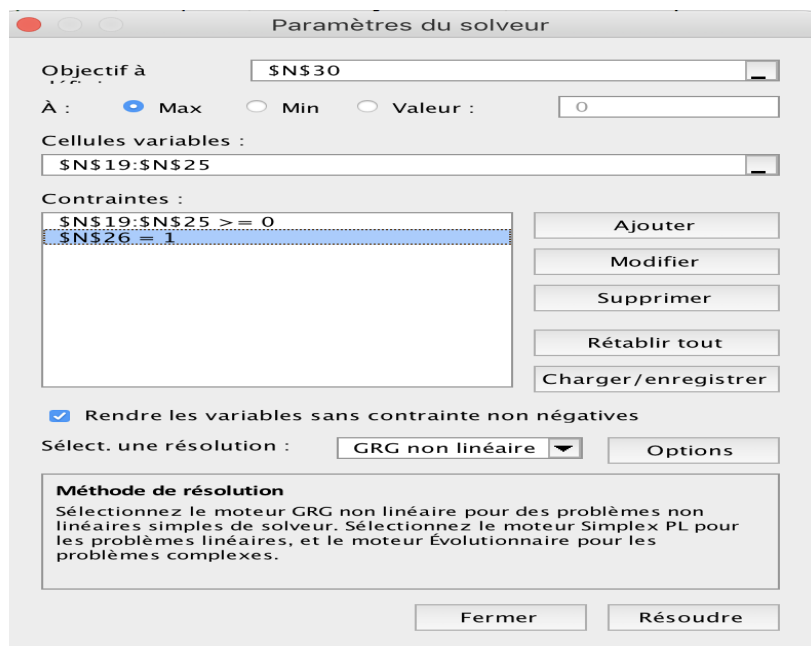 Paramètres du solveur
Objectif à
$N$30
À : Max Min Valeur : 0
Cellules variables :
$N$19:$N$25
Contraintes :
$N$19:$N$25 >= 0
$N$26 = 1
Ajouter
Modifier
Supprimer
Rétablir tout
Charger/enregistrer
Rendre les variables sans contrainte non négatives
Sélect. une résolution : GRG non linéaire Options
Méthode de résolution
Sélectionnez le moteur GRG non linéaire pour des problèmes non
linéaires simples de solveur. Sélectionnez le moteur Simplex PL pour
les problèmes linéaires, et le moteur Évolutionnaire pour les
problèmes complexes.
Fermer Résoudre